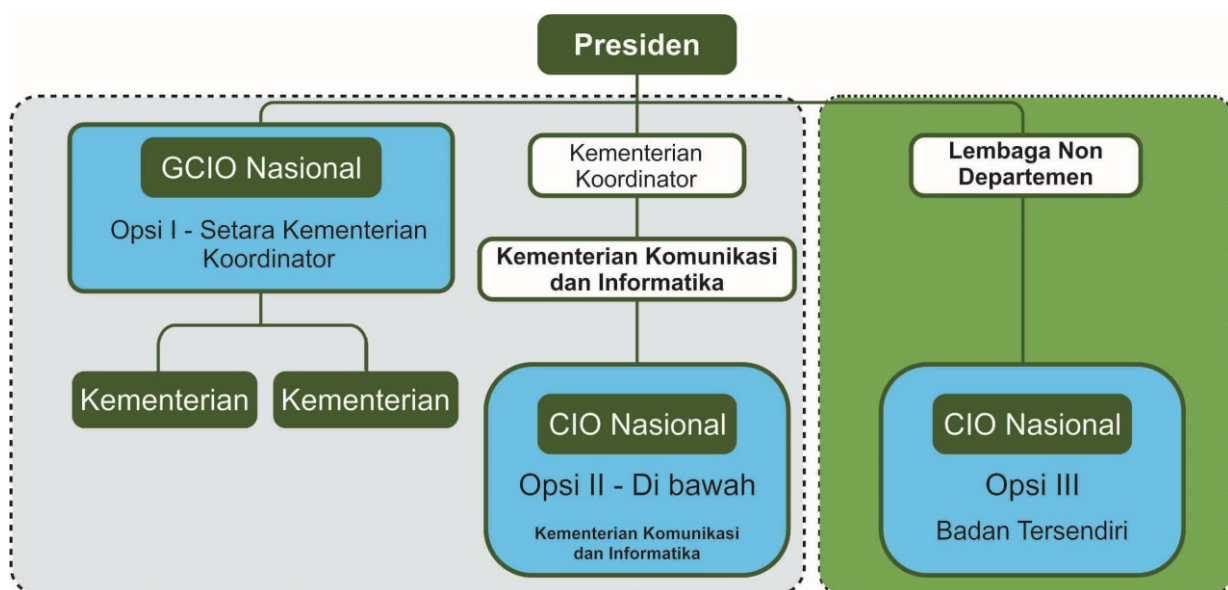 Presiden
GCIO Nasional
Opsi I - Setara Kementerian
Koordinator
Kementerian
Kementerian
Kementerian
Koordinator
Kementerian Komunikasi
dan Informatika
CIO Nasional
Opsi II - Di bawah
Kementerian Komunikasi
dan Informatika
Lembaga Non
Departemen
CIO Nasional
Opsi III
Badan Tersendiri